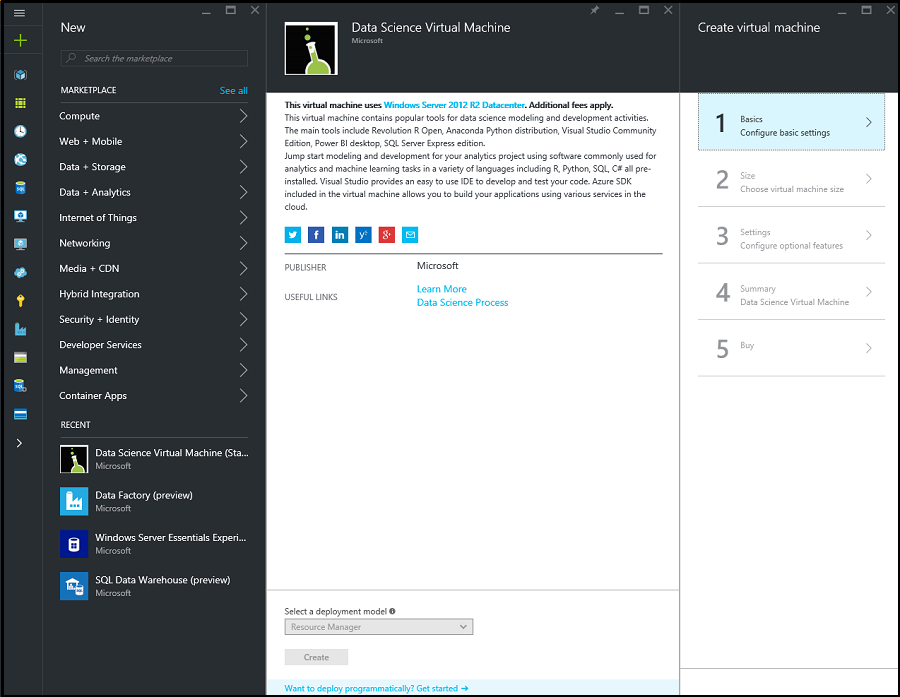 New
Search the marketplace
MARKETPLACE
See all
Compute
Web + Mobile
Data + Storage
Data + Analytics
Internet of Things
Networking
Media + CDN
Hybrid Integration
Security + Identity
Developer Services
Management
Container Apps
RECENT
Data Science Virtual Machine (Sta...
Microsoft
Data Factory (preview)
Microsoft
Windows Server Essentials Experi...
Microsoft
SQL Data Warehouse (preview)
Microsoft
Data Science Virtual Machine
Microsoft
This virtual machine uses Windows Server 2012 R2 Datacenter. Additional fees apply.
This virtual machine contains popular tools for data science modeling and development activities.
The main tools include Revolution R Open, Anaconda Python distribution, Visual Studio Community
Edition, Power BI desktop, SQL Server Express edition.
Jump start modeling and development for your analytics project using software commonly used for
analytics and machine learning tasks in a variety of languages including R, Python, SQL, C# all pre-
installed. Visual Studio provides an easy to use IDE to develop and test your code. Azure SDK
included in the virtual machine allows you to build your applications using various services in the
cloud.
PUBLISHER
Microsoft
USEFUL LINKS
Learn More
Data Science Process
Select a deployment model
Resource Manager
Create
Want to deploy programmatically? Get started →
Create virtual machine
1
Basics
Configure basic settings
2
Size
Choose virtual machine size
3
Settings
Configure optional features
4
Summary
Data Science Virtual Machine
5
Buy